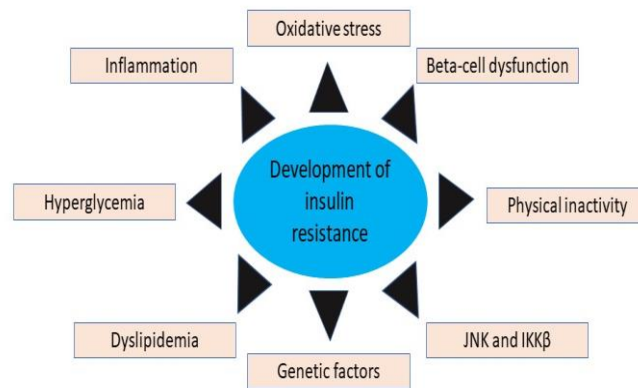 Oxidative stress
Inflammation
Beta-cell dysfunction
Development of
insulin
resistance
Hyperglycemia
Physical inactivity
Dyslipidemia
JNK and IKKβ
Genetic factors